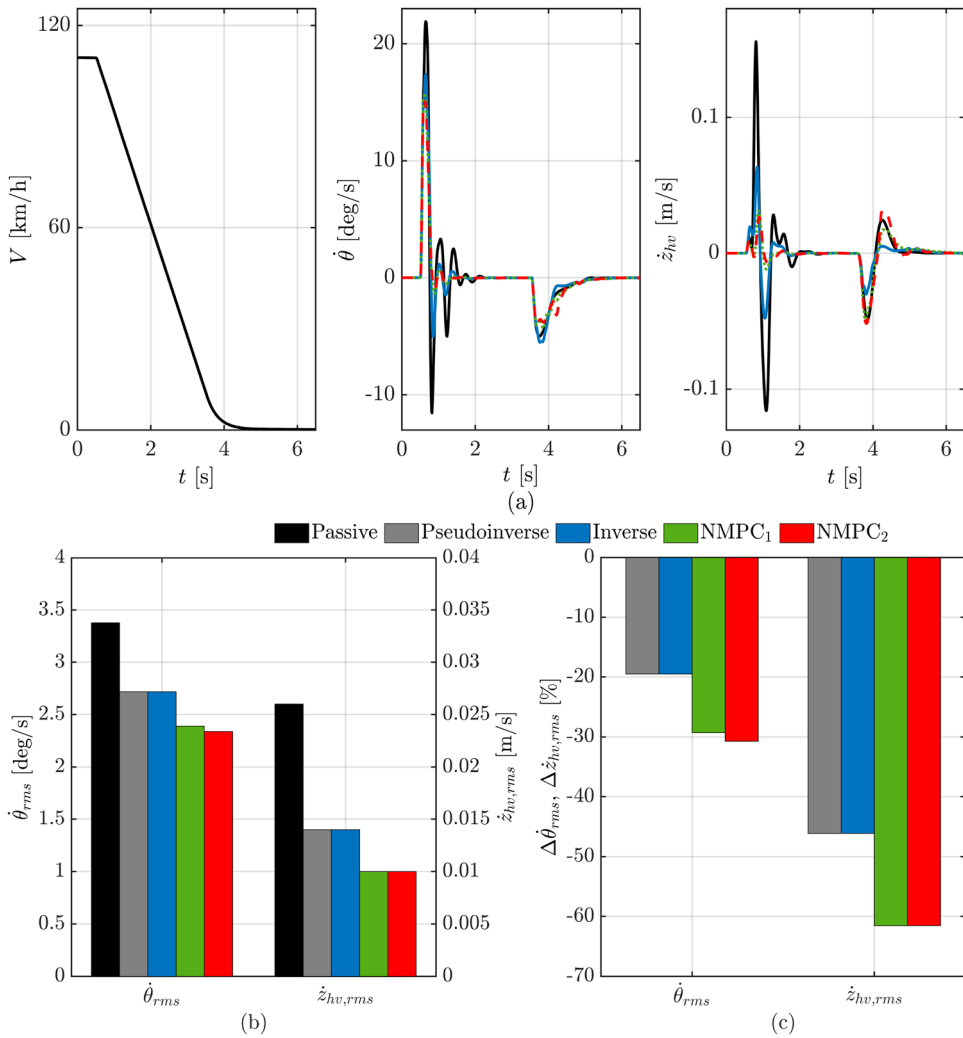 120
60
0
V [km/h]
0 2 4 6
t [s]
20
10
0
-10
θ̇ [deg/s]
0 2 4 6
t [s]
0.1
0
-0.1
ż_hv [m/s]
0 2 4 6
t [s]
(a)
Passive Pseudoinverse Inverse NMPC₁ NMPC₂
4
3.5
3
2.5
2
1.5
1
0.5
0
θ̇_rms [deg/s]
0.04
0.035
0.03
0.025
0.02
0.015
0.01
0.005
0
ż_hv,rms [m/s]
θ̇_rms ż_hv,rms
(b)
0
-10
-20
-30
-40
-50
-60
-70
Δθ̇_rms, Δż_hv,rms [%]
θ̇_rms ż_hv,rms
(c)